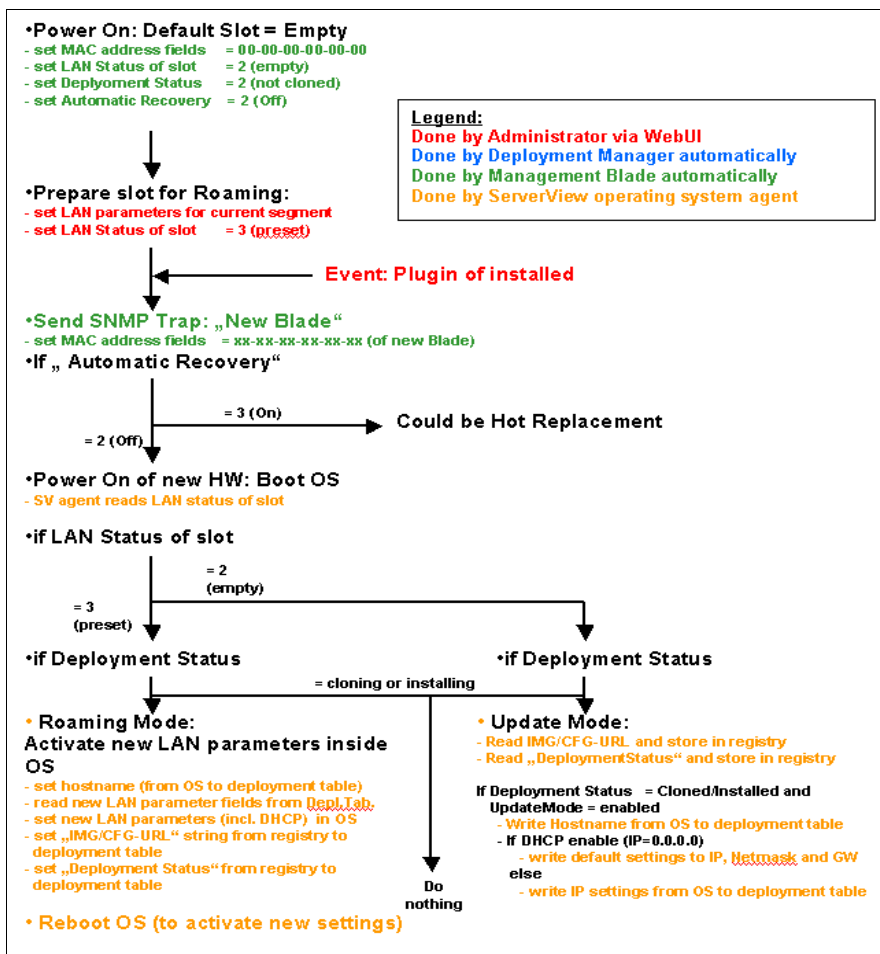 •Power On: Default Slot = Empty
- set MAC address fields = 00-00-00-00-00-00
- set LAN Status of slot = 2 (empty)
- set Deplyoment Status = 2 (not cloned)
- set Automatic Recovery = 2 (Off)
Legend:
Done by Administrator via WebUI
Done by Deployment Manager automatically
Done by Management Blade automatically
Done by ServerView operating system agent
•Prepare slot for Roaming:
- set LAN parameters for current segment
- set LAN Status of slot = 3 (preset)
Event: Plugin of installed
•Send SNMP Trap: „New Blade“
- set MAC address fields = xx-xx-xx-xx-xx-xx (of new Blade)
•If „ Automatic Recovery“
= 3 (On)
Could be Hot Replacement
= 2 (Off)
•Power On of new HW: Boot OS
- SV agent reads LAN status of slot
•if LAN Status of slot
= 2
(empty)
= 3
(preset)
•if Deployment Status
•if Deployment Status
= cloning or installing
• Roaming Mode:
Activate new LAN parameters inside
OS
- set hostname (from OS to deployment table)
- read new LAN parameter fields from Depl.Tab.
- set new LAN parameters (incl. DHCP) in OS
- set „IMG/CFG-URL“ string from registry to
deployment table
- set „Deployment Status“ from registry to
deployment table
• Reboot OS (to activate new settings)
Do
nothing
• Update Mode:
- Read IMG/CFG-URL and store in registry
- Read „DeploymentStatus“ and store in registry
If Deployment Status = Cloned/Installed and
UpdateMode = enabled
- Write Hostname from OS to deployment table
- If DHCP enable (IP=0.0.0.0)
- write default settings to IP, Netmask and GW
else
- write IP settings from OS to deployment table